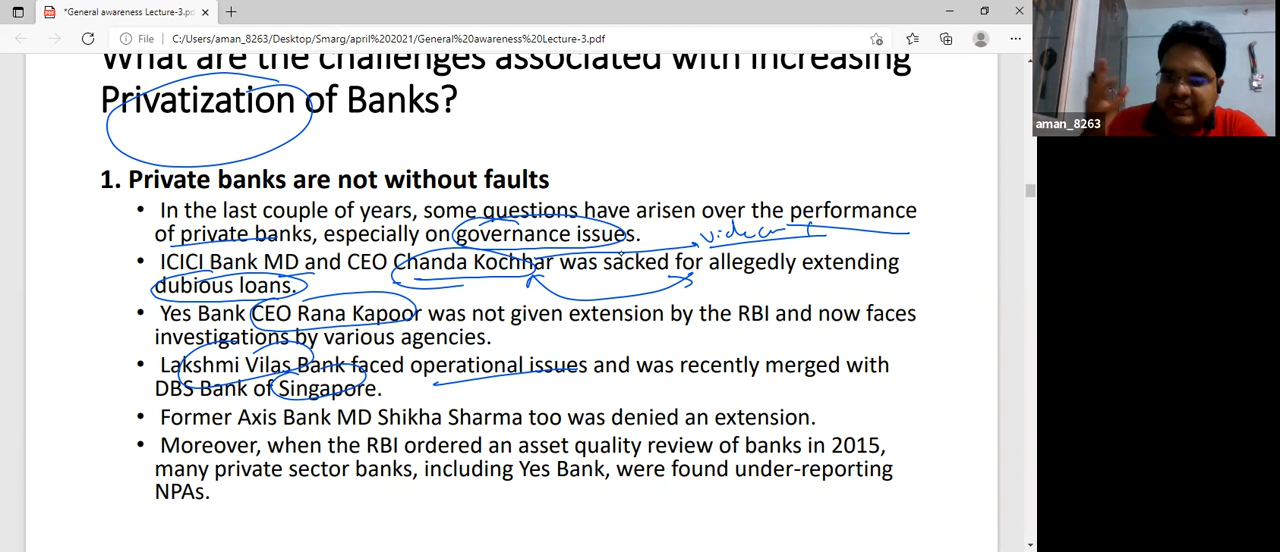 *General awareness Lecture-3.pd
File C:/Users/aman_8263/Desktop/Smarg/april%202021/General%20awareness%20Lecture-3.pdf
aman_8263
What are the challenges associated with increasing
Privatization of Banks?
1. Private banks are not without faults
• In the last couple of years, some questions have arisen over the performance
of private banks, especially on governance issues.
• ICICI Bank MD and CEO Chanda Kochhar was sacked for allegedly extending
dubious loans.
• Yes Bank CEO Rana Kapoor was not given extension by the RBI and now faces
investigations by various agencies.
• Lakshmi Vilas Bank faced operational issues and was recently merged with
DBS Bank of Singapore.
• Former Axis Bank MD Shikha Sharma too was denied an extension.
• Moreover, when the RBI ordered an asset quality review of banks in 2015,
many private sector banks, including Yes Bank, were found under-reporting
NPAs.